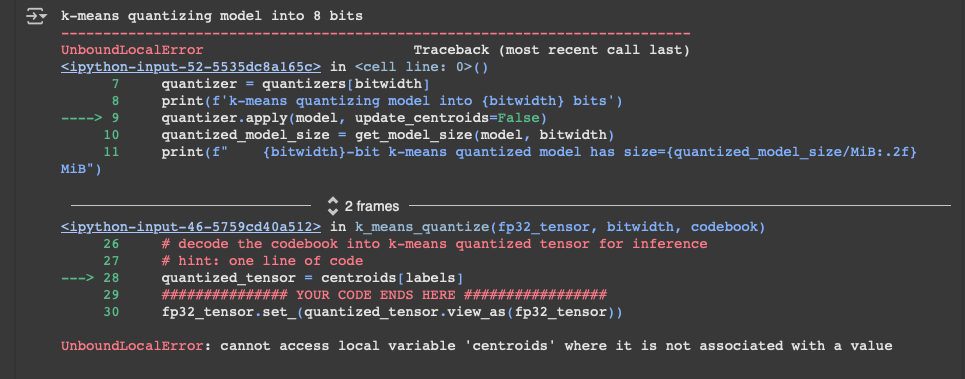 k-means quantizing model into 8 bits
---------------------------------------------------------------------------
UnboundLocalError                         Traceback (most recent call last)
<ipython-input-52-5535dc8a165c> in <cell line: 0>()
      7     quantizer = quantizers[bitwidth]
      8     print(f'k-means quantizing model into {bitwidth} bits')
----> 9     quantizer.apply(model, update_centroids=False)
     10     quantized_model_size = get_model_size(model, bitwidth)
     11     print(f"    {bitwidth}-bit k-means quantized model has size={quantized_model_size/MiB:.2f}
MiB")
2 frames
<ipython-input-46-5759cd40a512> in k_means_quantize(fp32_tensor, bitwidth, codebook)
     26     # decode the codebook into k-means quantized tensor for inference
     27     # hint: one line of code
---> 28     quantized_tensor = centroids[labels]
     29     ############### YOUR CODE ENDS HERE #################
     30     fp32_tensor.set_(quantized_tensor.view_as(fp32_tensor))
UnboundLocalError: cannot access local variable 'centroids' where it is not associated with a value